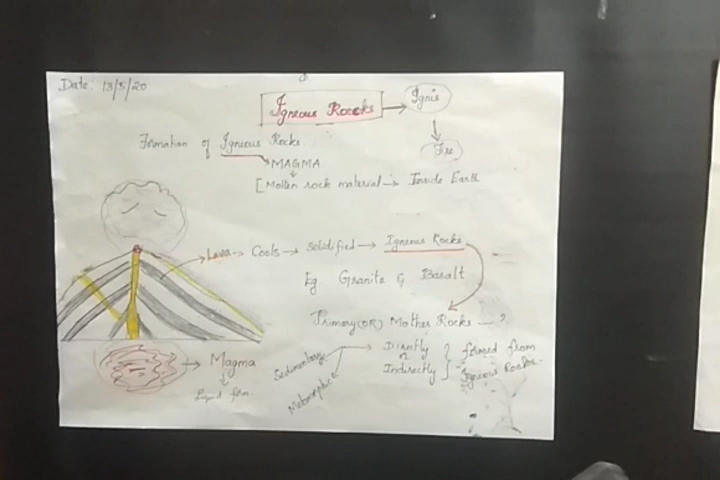 Date: 13/5/20
Igneous Rocks → Ignis
↓
Fire
Formation of Igneous Rocks.
MAGMA
↓
[Molten rock material → Inside Earth
Lava → Cools → Solidified → Igneous Rocks
Eg Granite & Basalt
Primary (OR) Mother Rocks — ?
Sedimentary
Metamorphic
Directly
or
Indirectly
formed from
Igneous Rocks.
→ Magma
↓
Liquid form.